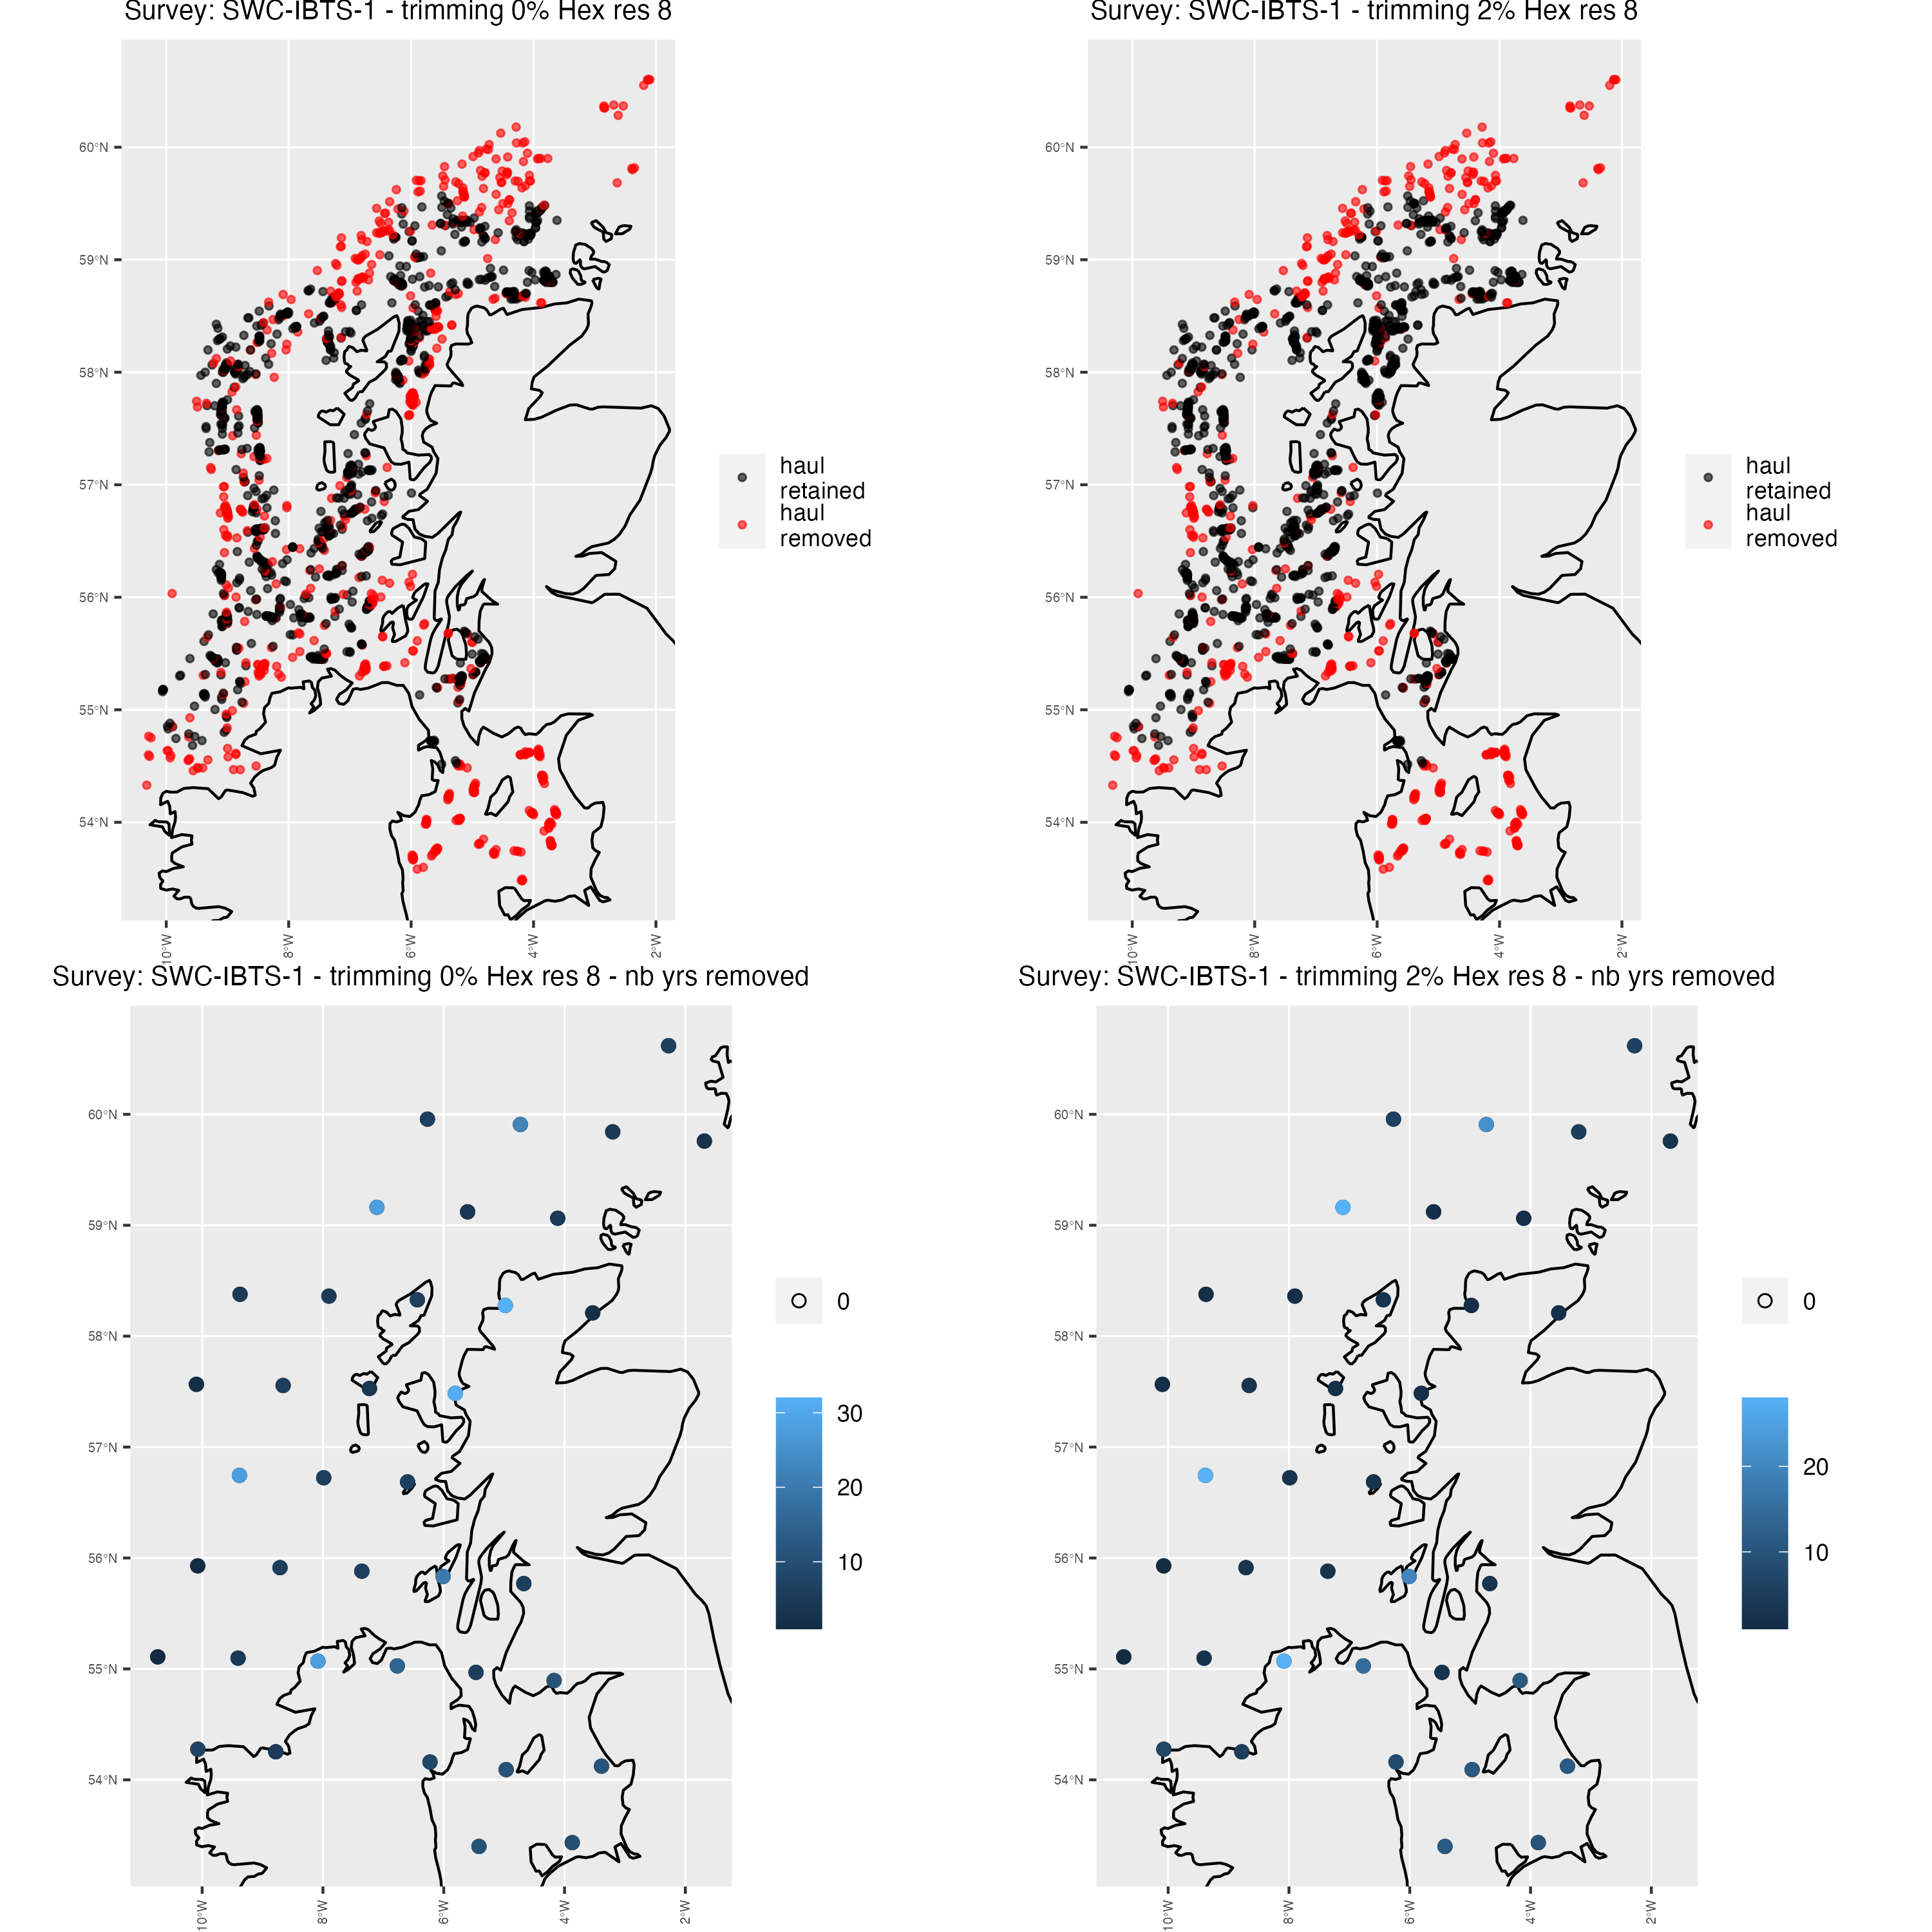 Survey: SWC-IBTS-1 - trimming 0% Hex res 8
60°N
59°N
58°N
57°N
56°N
55°N
54°N
10°W
8°W
6°W
4°W
2°W
haul
retained
haul
removed
Survey: SWC-IBTS-1 - trimming 2% Hex res 8
60°N
59°N
58°N
57°N
56°N
55°N
54°N
10°W
8°W
6°W
4°W
2°W
haul
retained
haul
removed
Survey: SWC-IBTS-1 - trimming 0% Hex res 8 - nb yrs removed
60°N
59°N
58°N
57°N
56°N
55°N
54°N
10°W
8°W
6°W
4°W
2°W
0
30
20
10
Survey: SWC-IBTS-1 - trimming 2% Hex res 8 - nb yrs removed
60°N
59°N
58°N
57°N
56°N
55°N
54°N
10°W
8°W
6°W
4°W
2°W
0
20
10